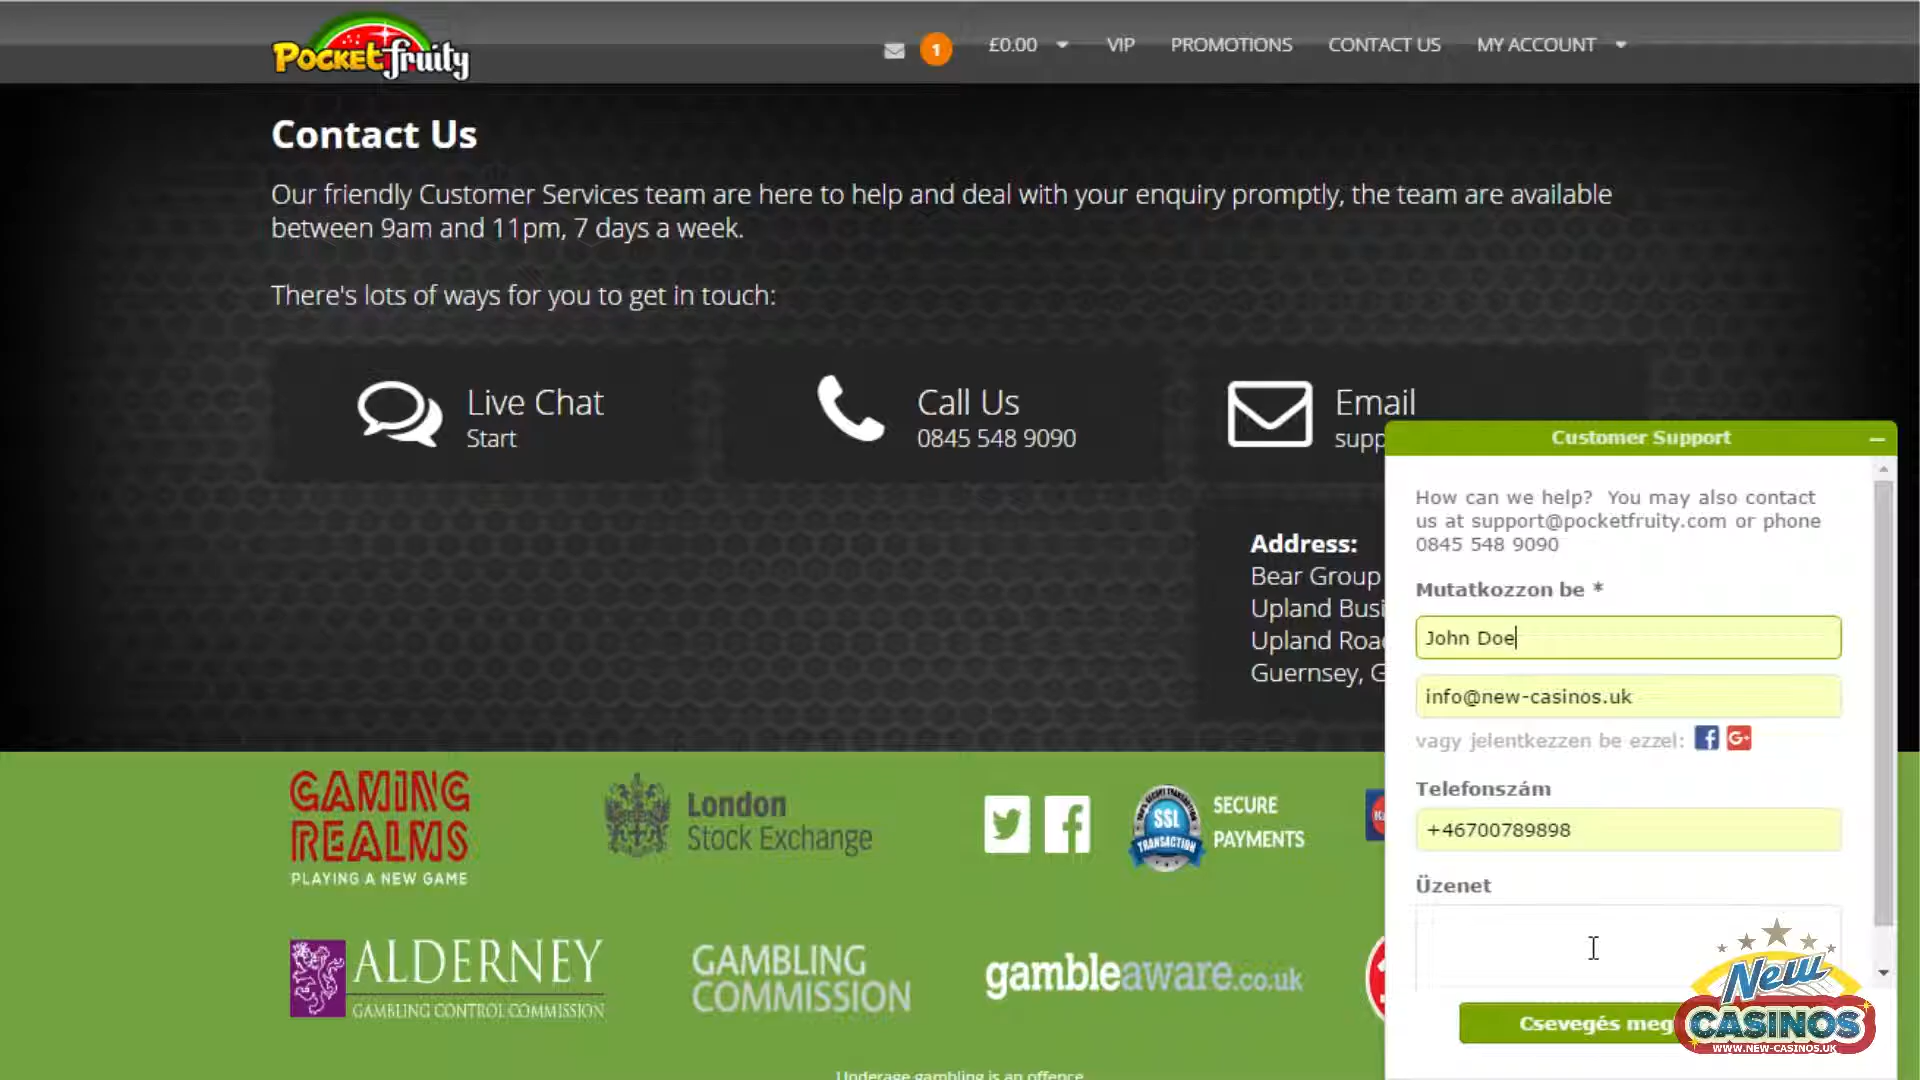 Pocketfruity
1
£0.00
VIP
PROMOTIONS
CONTACT US
MY ACCOUNT
Contact Us
Our friendly Customer Services team are here to help and deal with your enquiry promptly, the team are available
between 9am and 11pm, 7 days a week.
There's lots of ways for you to get in touch:
Live Chat
Start
Call Us
0845 548 9090
Email
supp
Address:
Bear Group
Upland Busi
Upland Road
Guernsey, G
Customer Support
How can we help? You may also contact
us at support@pocketfruity.com or phone
0845 548 9090
Mutatkozzon be *
John Doe
info@new-casinos.uk
vagy jelentkezzen be ezzel:
Telefonszám
+46700789898
Üzenet
Csevegés meg
GAMING
REALMS
PLAYING A NEW GAME
London
Stock Exchange
SSL
TRANSACTION
SECURE
PAYMENTS
ALDERNEY
GAMBLING CONTROL COMMISSION
GAMBLING
COMMISSION
gambleaware.co.uk
New
CASINOS
WWW.NEW-CASINOS.UK
Underage gambling is an offence